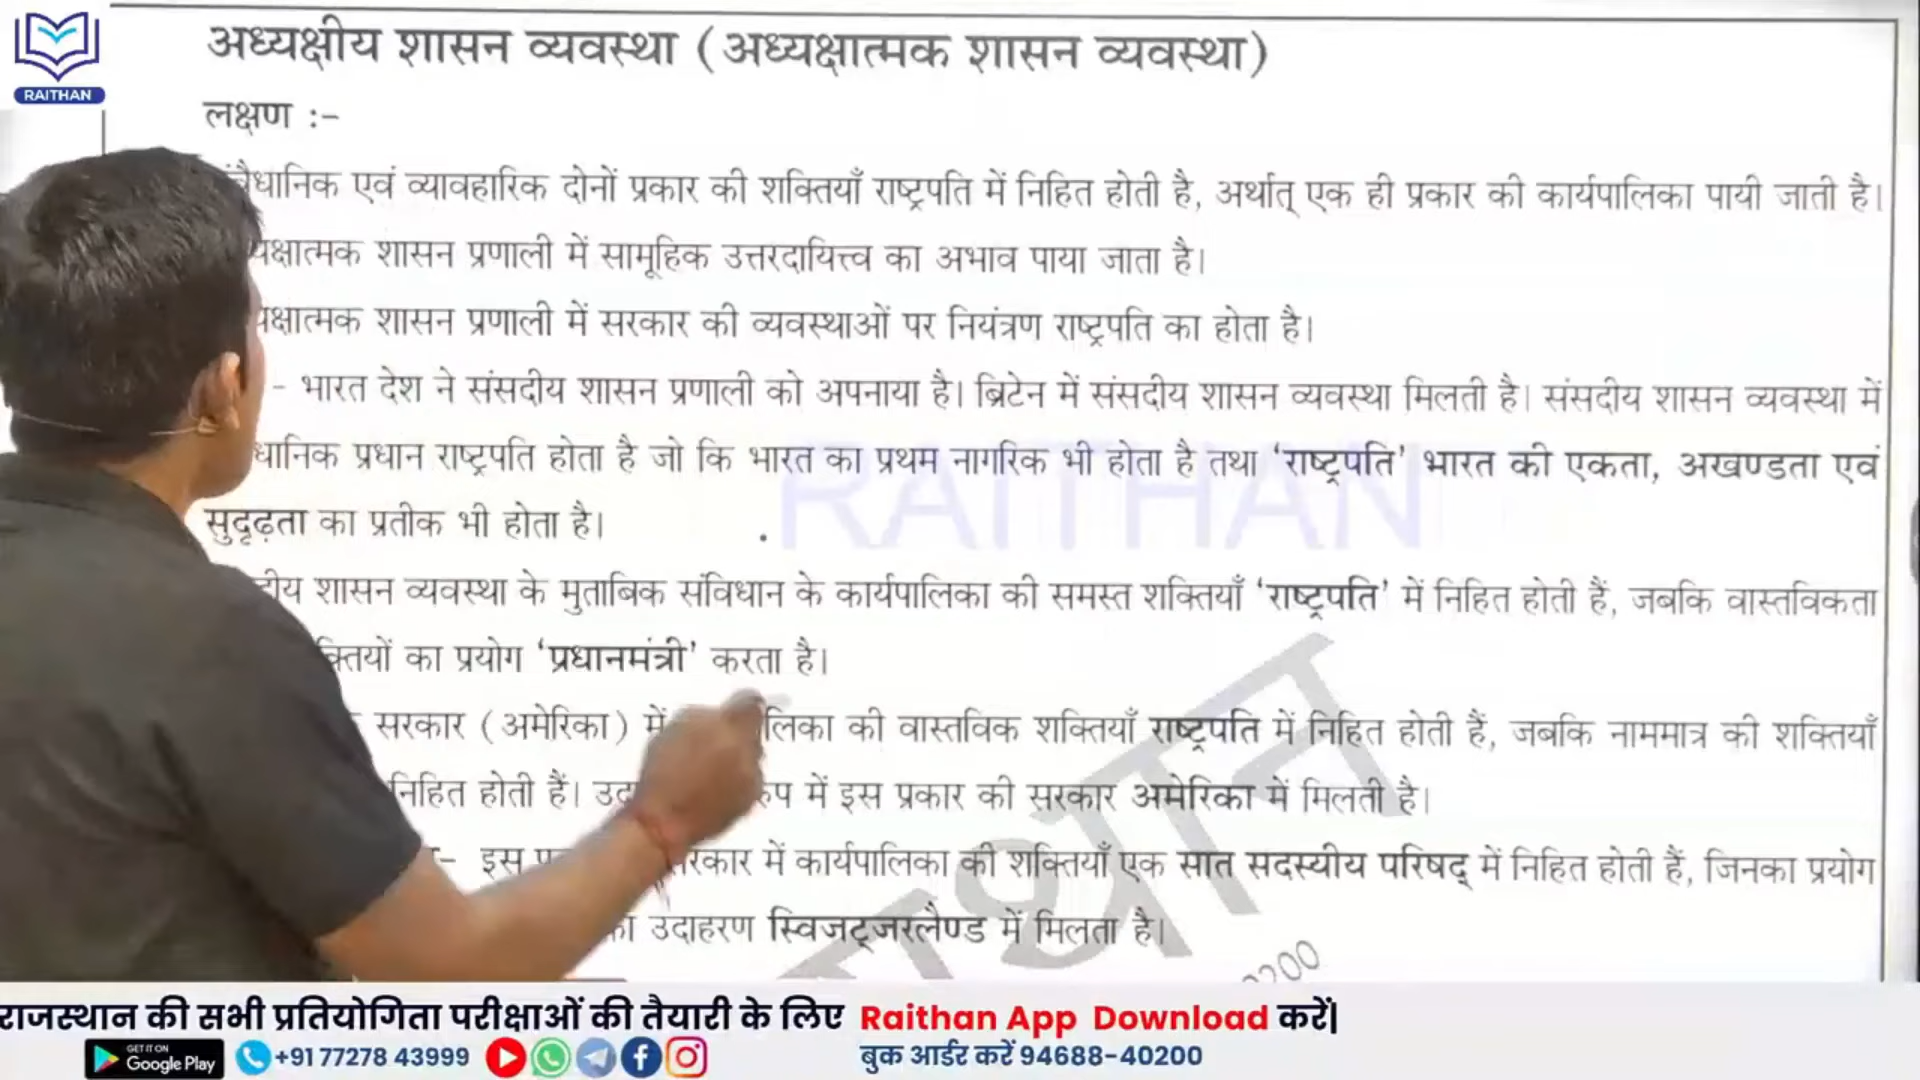 RAITHAN
अध्यक्षीय शासन व्यवस्था (अध्यक्षात्मक शासन व्यवस्था)
लक्षण :-
एवं व्यावहारिक दोनों प्रकार की शक्तियाँ राष्ट्रपति में निहित होती है, अर्थात् एक ही प्रकार की कार्यपालिका पायी जाती है।
शासन प्रणाली में सामूहिक उत्तरदायित्त्व का अभाव पाया जाता है।
शासन प्रणाली में सरकार की व्यवस्थाओं पर नियंत्रण राष्ट्रपति का होता है।
- भारत देश ने संसदीय शासन प्रणाली को अपनाया है। ब्रिटेन में संसदीय शासन व्यवस्था मिलती है। संसदीय शासन व्यवस्था में
प्रधान राष्ट्रपति होता है जो कि भारत का प्रथम नागरिक भी होता है तथा ‘राष्ट्रपति’ भारत की एकता, अखण्डता एवं
सुदृढ़ता का प्रतीक भी होता है।
RAITHAN
शासन व्यवस्था के मुताबिक संविधान के कार्यपालिका की समस्त शक्तियाँ ‘राष्ट्रपति’ में निहित होती हैं, जबकि वास्तविकता
का प्रयोग ‘प्रधानमंत्री’ करता है।
सरकार (अमेरिका) में की वास्तविक शक्तियाँ राष्ट्रपति में निहित होती हैं, जबकि नाममात्र की शक्तियाँ
निहित होती हैं। में इस प्रकार की सरकार अमेरिका में मिलती है।
- इस सरकार में कार्यपालिका की शक्तियाँ एक सात सदस्यीय परिषद् में निहित होती हैं, जिनका प्रयोग
उदाहरण स्विजट्जरलैण्ड में मिलता है।
राजस्थान की सभी प्रतियोगिता परीक्षाओं की तैयारी के लिए Raithan App Download करें|
GET IT ON
Google Play
+91 77278 43999
बुक आर्डर करें 94688-40200